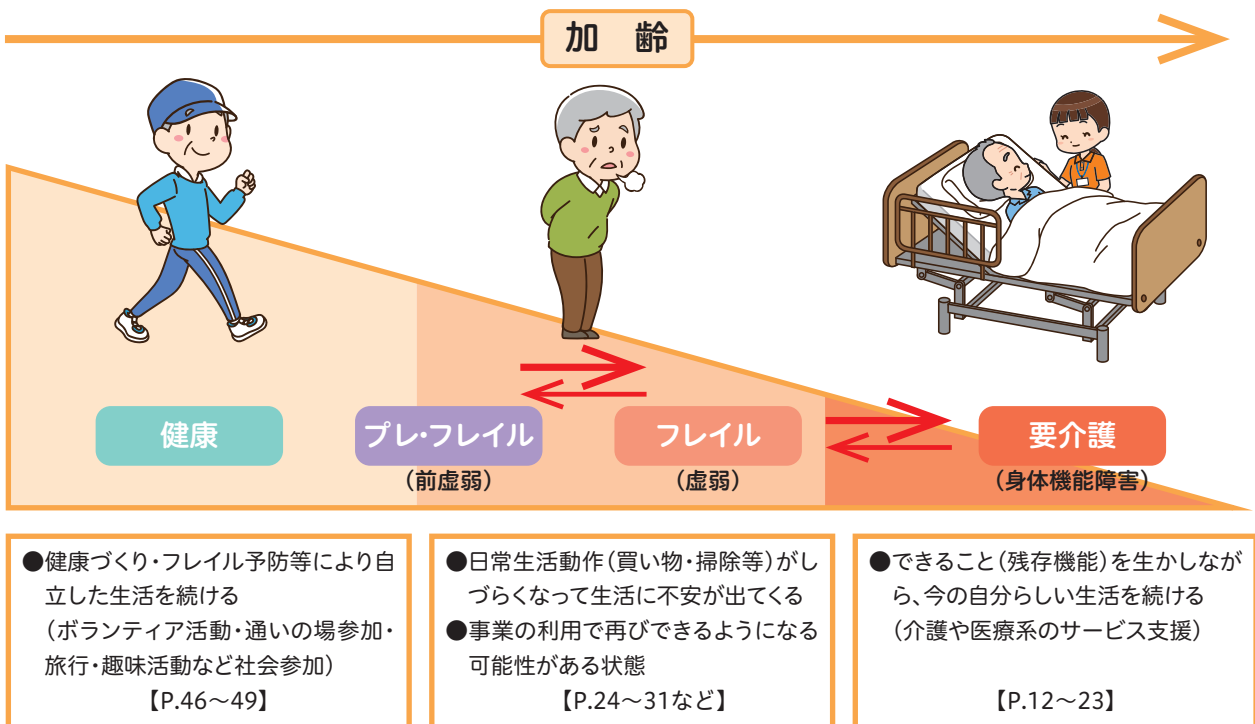 加 齢
健康
プレ・フレイル
(前虚弱)
フレイル
(虚弱)
要介護
(身体機能障害)
●健康づくり・フレイル予防等により自
立した生活を続ける
(ボランティア活動・通いの場参加・
旅行・趣味活動など社会参加)
【P.46～49】
●日常生活動作(買い物・掃除等)がし
づらくなって生活に不安が出てくる
●事業の利用で再びできるようになる
可能性がある状態
【P.24～31など】
●できること(残存機能)を生かしなが
ら、今の自分らしい生活を続ける
(介護や医療系のサービス支援)
【P.12～23】